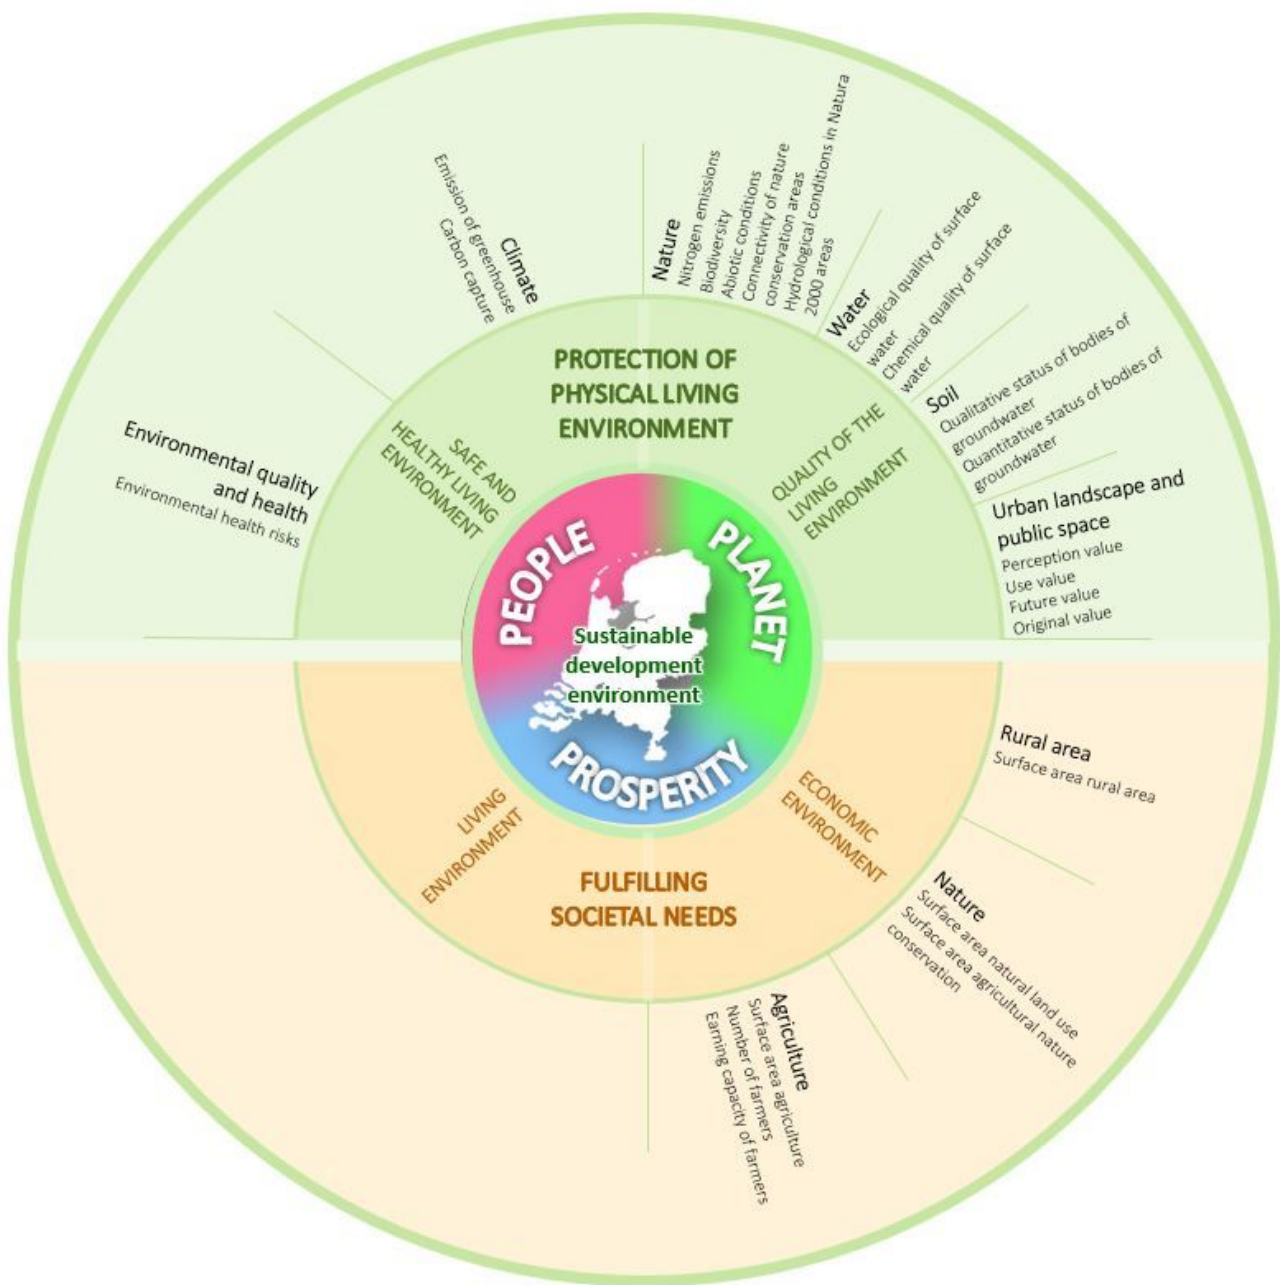 Nature
Nitrogen emissions
Biodiversity
Abiotic conditions
Connectivity of nature
conservation areas
Hydrological conditions in Natura
2000 areas
Water
Ecological quality of surface
water
Chemical quality of surface
water
Soil
Qualitative status of bodies of
groundwater
Quantitative status of bodies of
groundwater
Urban landscape and
public space
Perception value
Use value
Future value
Original value
Climate
Emission of greenhouse
Carbon capture
Environmental quality
and health
Environmental health risks
PROTECTION OF
PHYSICAL LIVING
ENVIRONMENT
SAFE AND
HEALTHY LIVING
ENVIRONMENT
QUALITY OF THE
LIVING
ENVIRONMENT
PEOPLE
PLANET
PROSPERITY
Sustainable
development
environment
LIVING
ENVIRONMENT
ECONOMIC
ENVIRONMENT
FULFILLING
SOCIETAL NEEDS
Rural area
Surface area rural area
Nature
Surface area natural land use
Surface area agricultural nature
conservation
Agriculture
Surface area agriculture
Number of farmers
Earning capacity of farmers